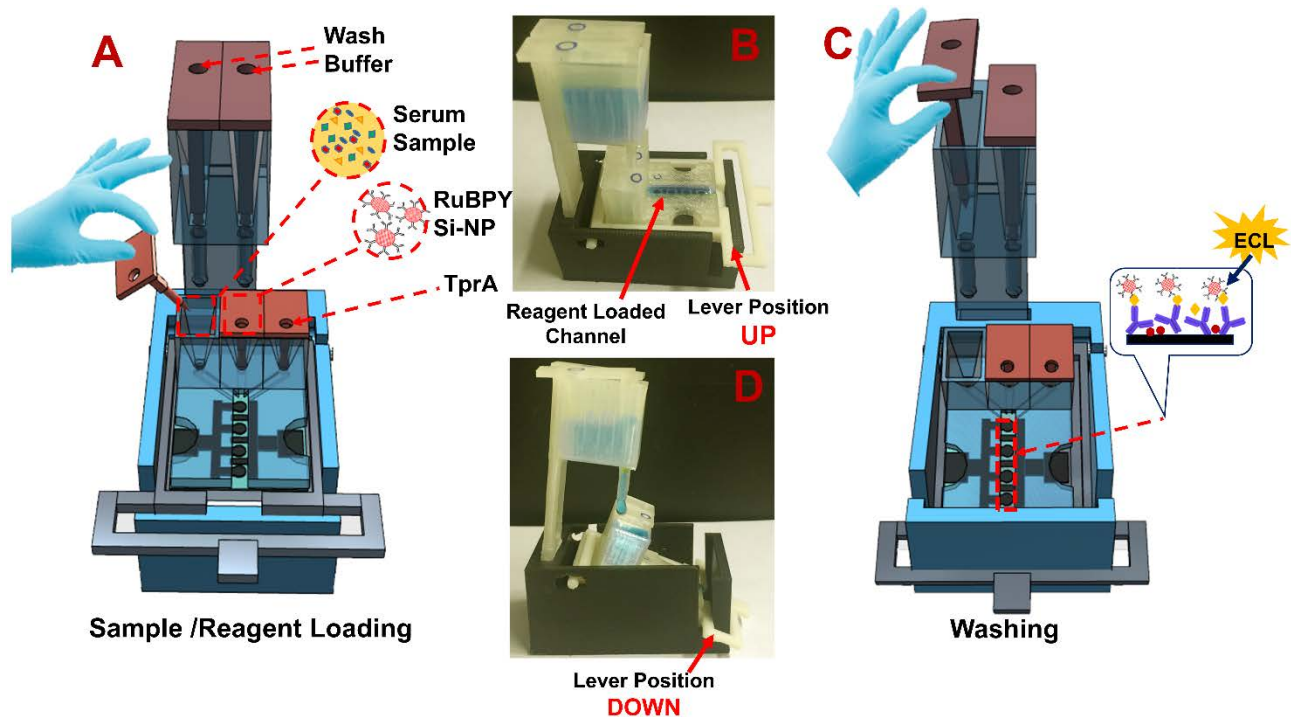 A
Wash
Buffer
Serum
Sample
RuBPY
Si-NP
TprA
Sample /Reagent Loading
B
Reagent Loaded
Channel
Lever Position
UP
C
ECL
Washing
D
Lever Position
DOWN